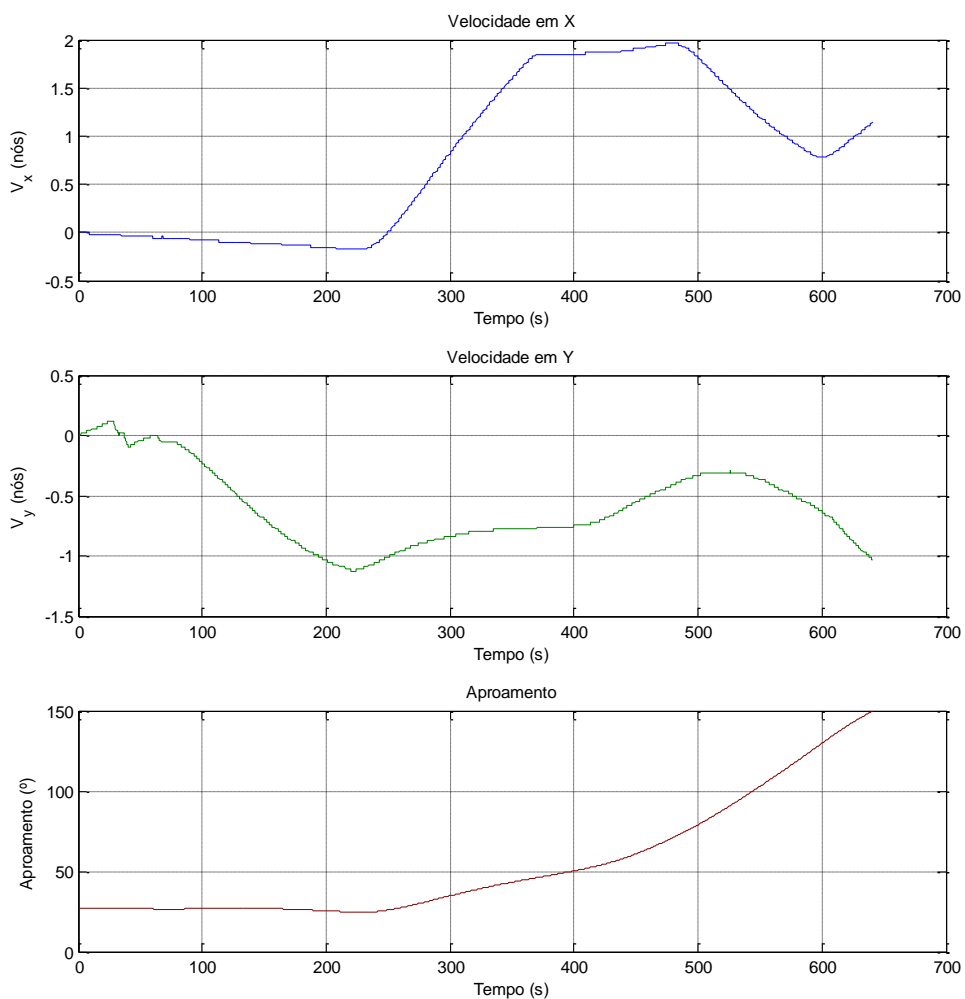 Velocidade em X
2
1.5
1
0.5
0
-0.5
V_x (nós)
0 100 200 300 400 500 600 700
Tempo (s)
Velocidade em Y
0.5
0
-0.5
-1
-1.5
V_y (nós)
0 100 200 300 400 500 600 700
Tempo (s)
Aproamento
150
100
50
0
Aproamento (º)
0 100 200 300 400 500 600 700
Tempo (s)